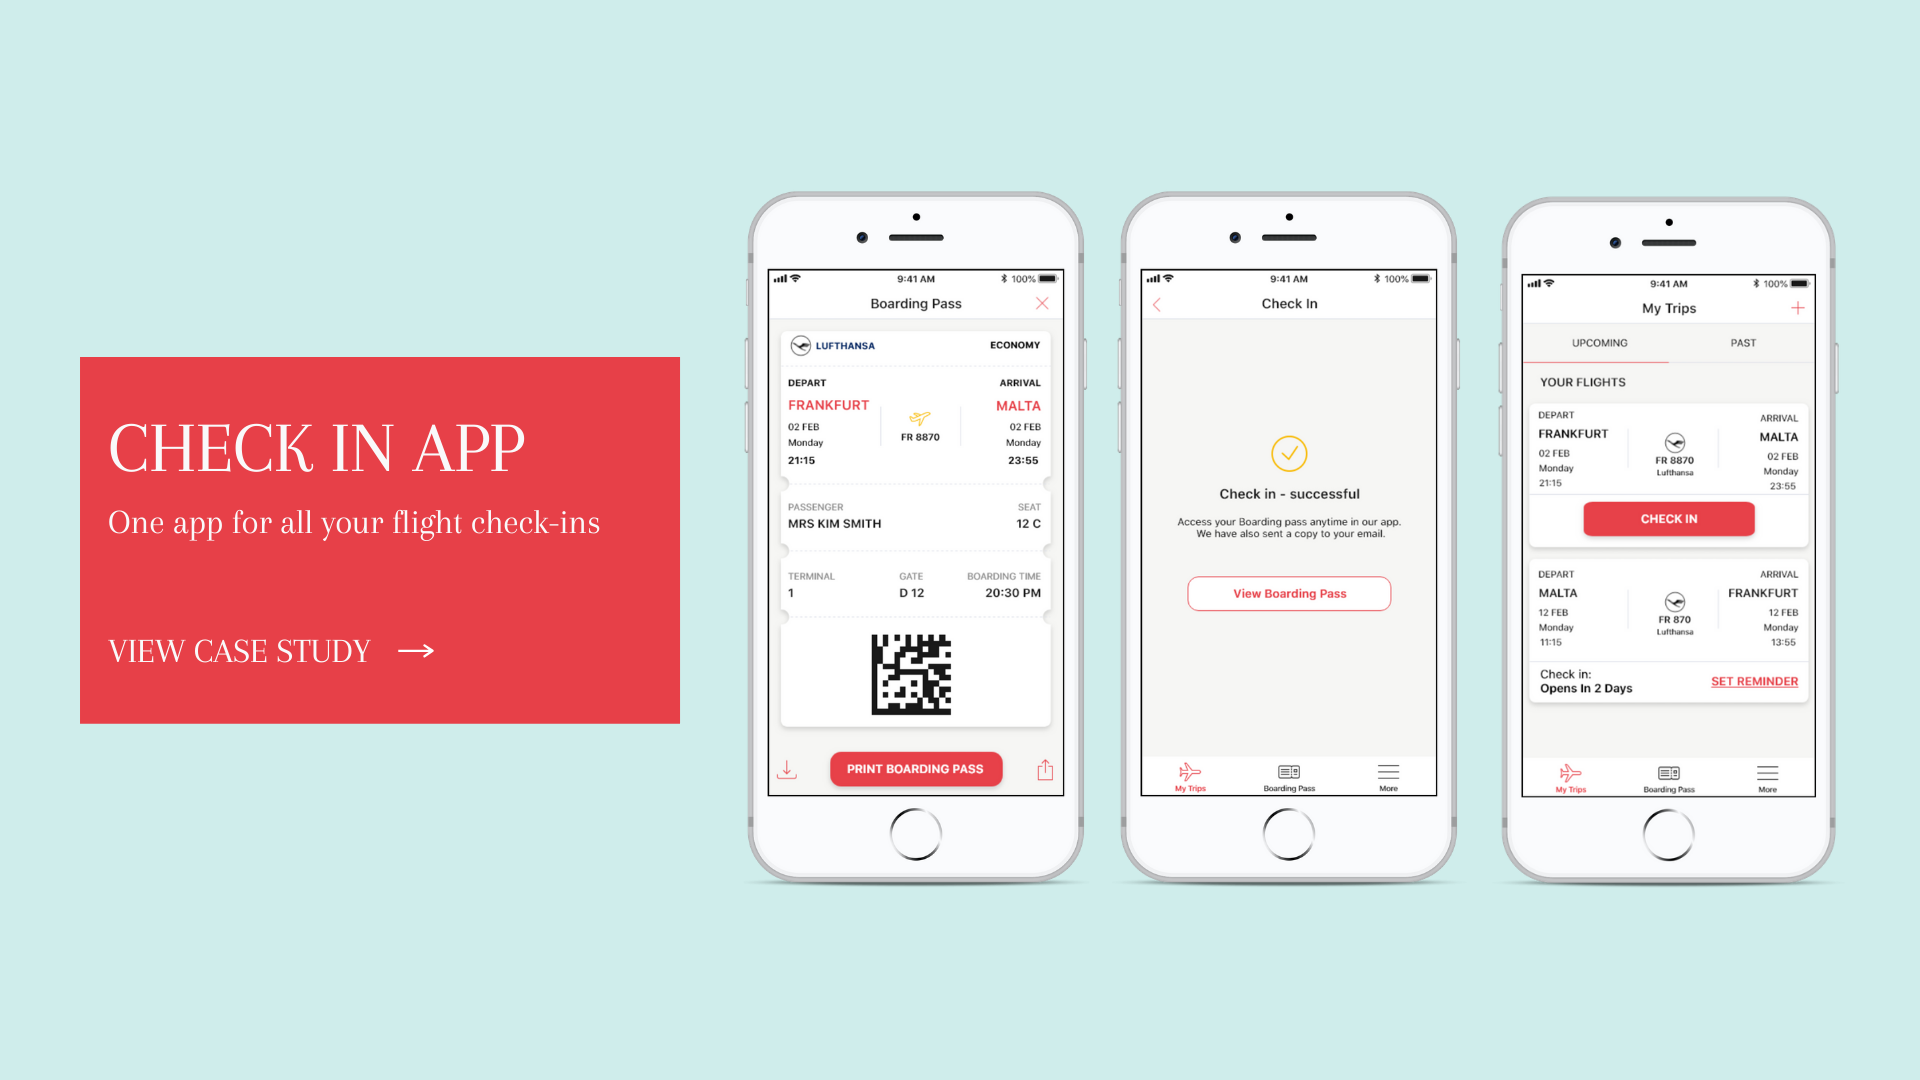 CHECK IN APP
One app for all your flight check-ins
VIEW CASE STUDY
9:41 AM
100%
Boarding Pass
LUFTHANSA ECONOMY
DEPART ARRIVAL
FRANKFURT MALTA
02 FEB 02 FEB
FR 8870
Monday Monday
21:15 23:55
PASSENGER SEAT
MRS KIM SMITH 12 C
TERMINAL GATE BOARDING TIME
1 D 12 20:30 PM
PRINT BOARDING PASS
9:41 AM
100%
Check In
Check in - successful
Access your Boarding pass anytime in our app.
We have also sent a copy to your email.
View Boarding Pass
My Trips Boarding Pass More
9:41 AM
100%
My Trips
UPCOMING PAST
YOUR FLIGHTS
DEPART ARRIVAL
FRANKFURT MALTA
02 FEB FR 8870 02 FEB
Monday Lufthansa Monday
21:15 23:55
CHECK IN
DEPART ARRIVAL
MALTA FRANKFURT
12 FEB FR 870 12 FEB
Monday Lufthansa Monday
11:15 13:55
Check in:
Opens In 2 Days SET REMINDER
My Trips Boarding Pass More